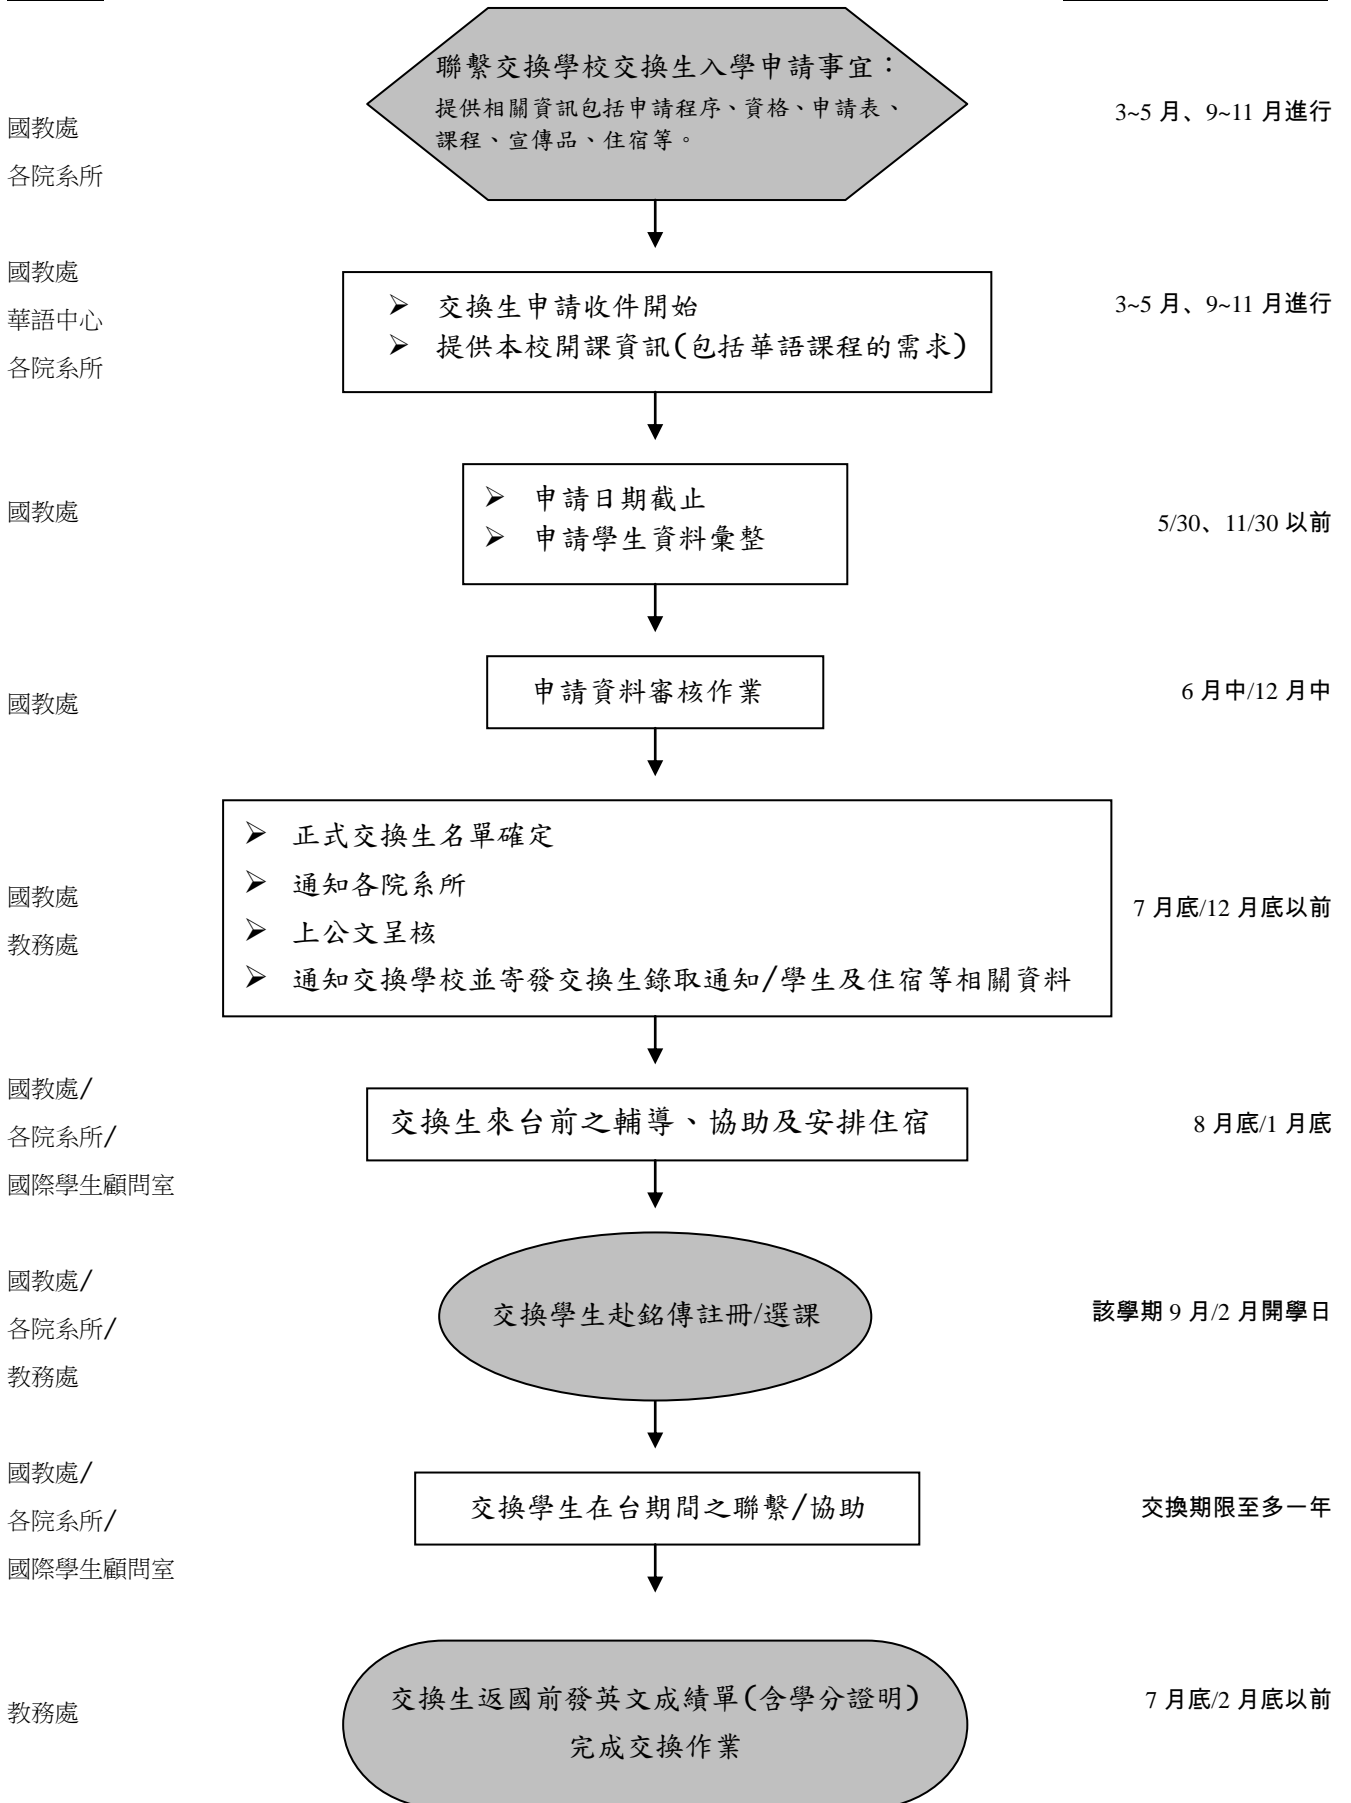 聯繫交換學校交換生入學申請事宜：
提供相關資訊包括申請程序、資格、申請表、
課程、宣傳品、住宿等。
國教處
各院系所
3~5 月、9~11 月進行
國教處
華語中心
各院系所
➢ 交換生申請收件開始
➢ 提供本校開課資訊(包括華語課程的需求)
3~5 月、9~11 月進行
國教處
➢ 申請日期截止
➢ 申請學生資料彙整
5/30、11/30 以前
國教處
申請資料審核作業
6 月中/12 月中
國教處
教務處
➢ 正式交換生名單確定
➢ 通知各院系所
➢ 上公文呈核
➢ 通知交換學校並寄發交換生錄取通知/學生及住宿等相關資料
7 月底/12 月底以前
國教處/
各院系所/
國際學生顧問室
交換生來台前之輔導、協助及安排住宿
8 月底/1 月底
國教處/
各院系所/
教務處
交換學生赴銘傳註冊/選課
該學期 9 月/2 月開學日
國教處/
各院系所/
國際學生顧問室
交換學生在台期間之聯繫/協助
交換期限至多一年
教務處
交換生返國前發英文成績單(含學分證明)
完成交換作業
7 月底/2 月底以前